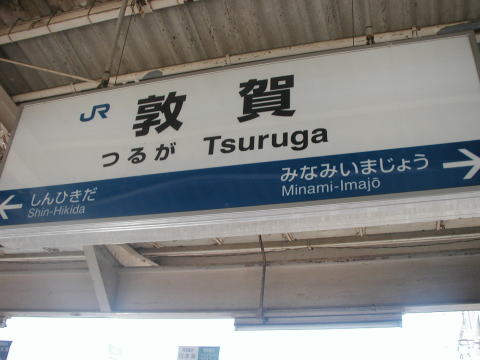 JR 敦賀
つるが Tsuruga
しんひきだ みなみいまじょう
Shin-Hikida Minami-Imajō